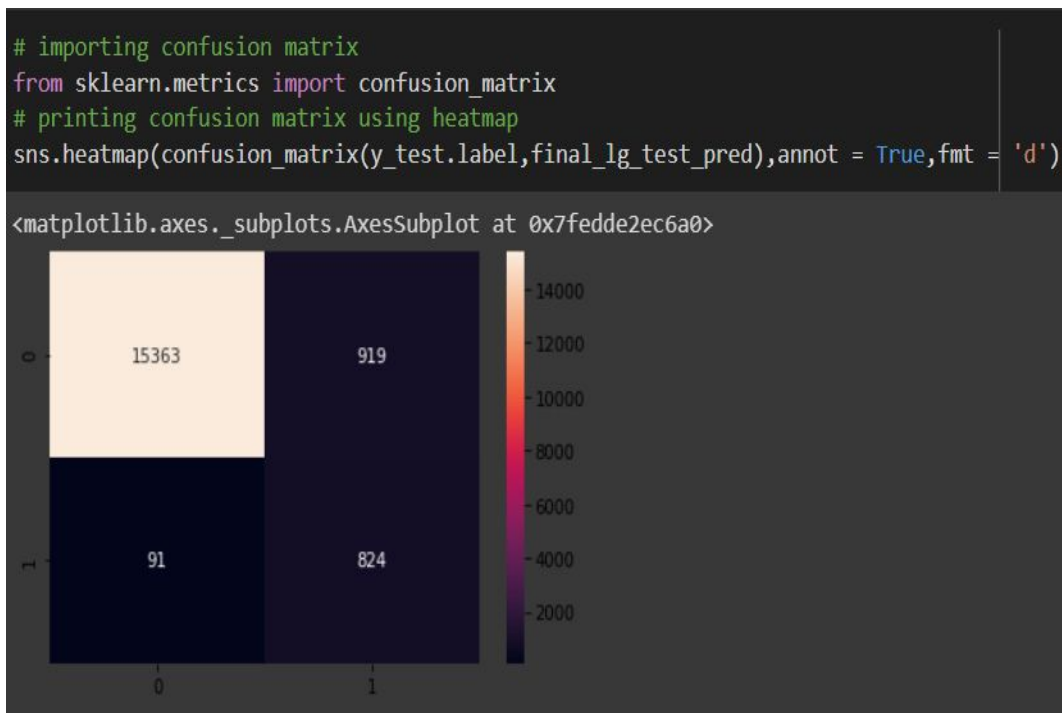 # importing confusion matrix
from sklearn.metrics import confusion_matrix
# printing confusion matrix using heatmap
sns.heatmap(confusion_matrix(y_test.label,final_lg_test_pred),annot = True,fmt = 'd')
<matplotlib.axes._subplots.AxesSubplot at 0x7fedde2ec6a0>
14000
0 15363 919
12000
10000
8000
6000
1 91 824
4000
2000
0 1